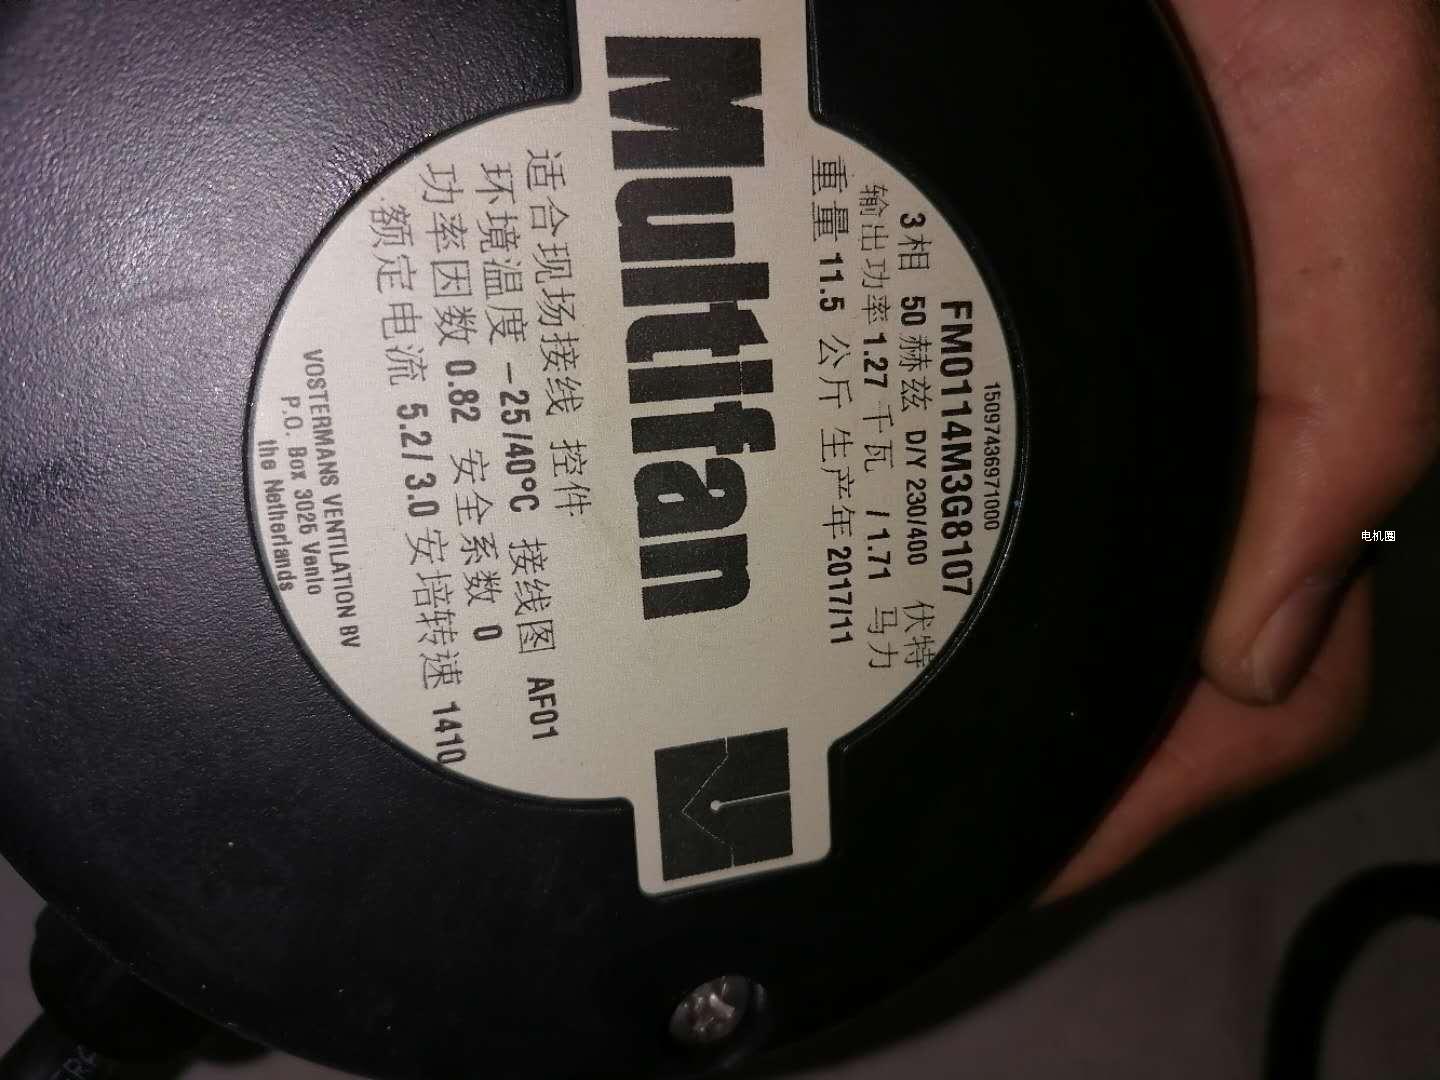 15097436971000
FM0114M3G8107
3相 50赫兹 D/Y 230/400 伏特
输出功率 1.27 千瓦 / 1.71 马力
重量 11.5 公斤 生产年 2017/11
Multifan
适合现场接线 控件
环境温度 -25/40°C 接线图 AF01
功率因数 0.82 安全系数 0
额定电流 5.2/3.0 安培转速 1410
VOSTERMANS VENTILATION BV
P.O. Box 3026 Venlo
the Netherlands
电机圈